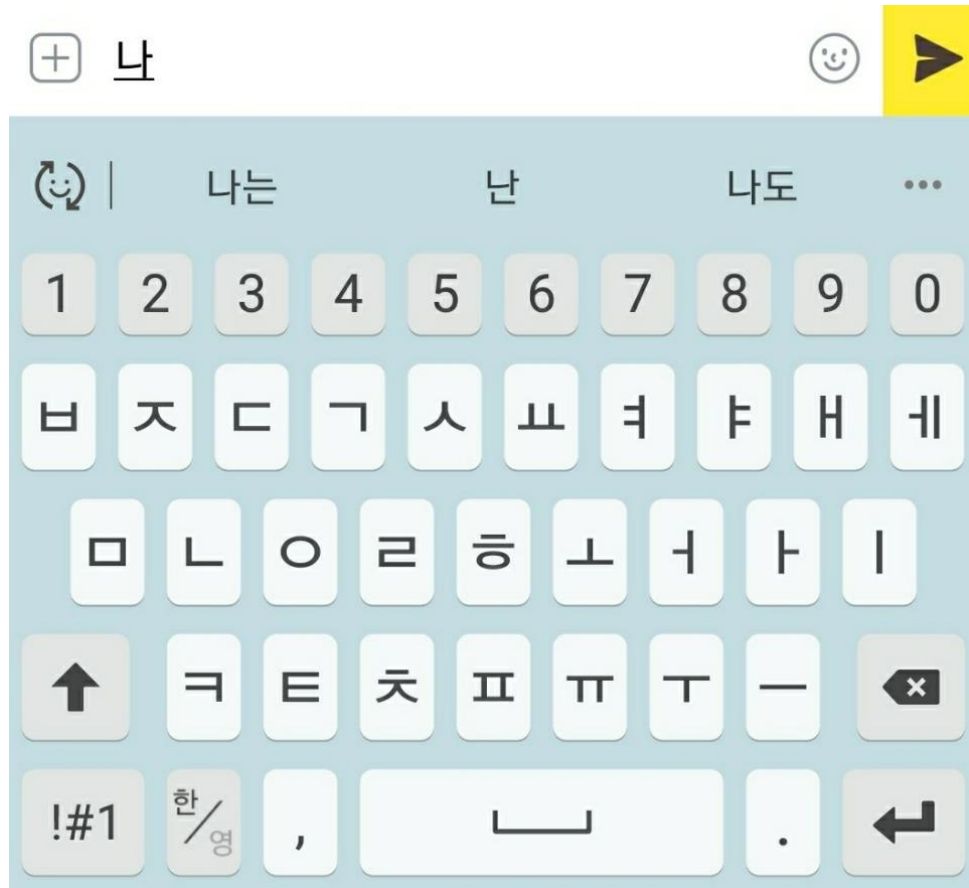 나
나는 난 나도 •••
1 2 3 4 5 6 7 8 9 0
ㅂ ㅈ ㄷ ㄱ ㅅ ㅛ ㅕ ㅑ ㅐ ㅔ
ㅁ ㄴ ㅇ ㄹ ㅎ ㅗ ㅓ ㅏ ㅣ
ㅋ ㅌ ㅊ ㅍ ㅠ ㅜ ㅡ
!#1 한/영 , .